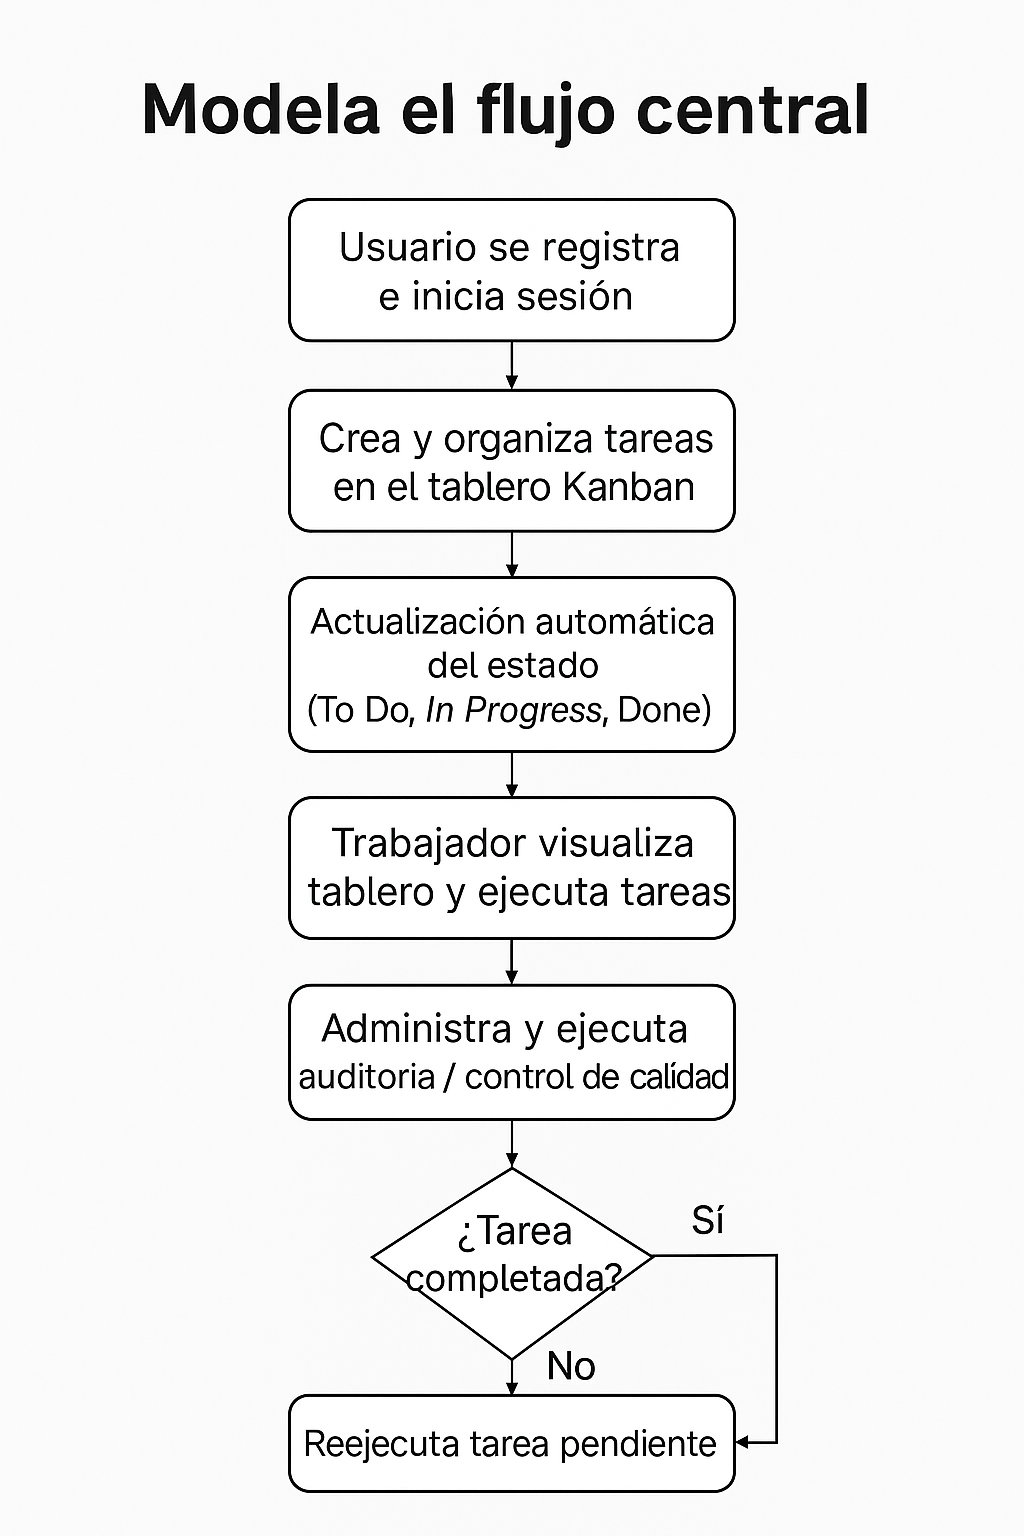 Modela el flujo central
Usuario se registra
e inicia sesión
Crea y organiza tareas
en el tablero Kanban
Actualización automática
del estado
(To Do, In Progress, Done)
Trabajador visualiza
tablero y ejecuta tareas
Administra y ejecuta
auditoria / control de calídad
¿Tarea
completada?
Sí
No
Reejecuta tarea pendiente